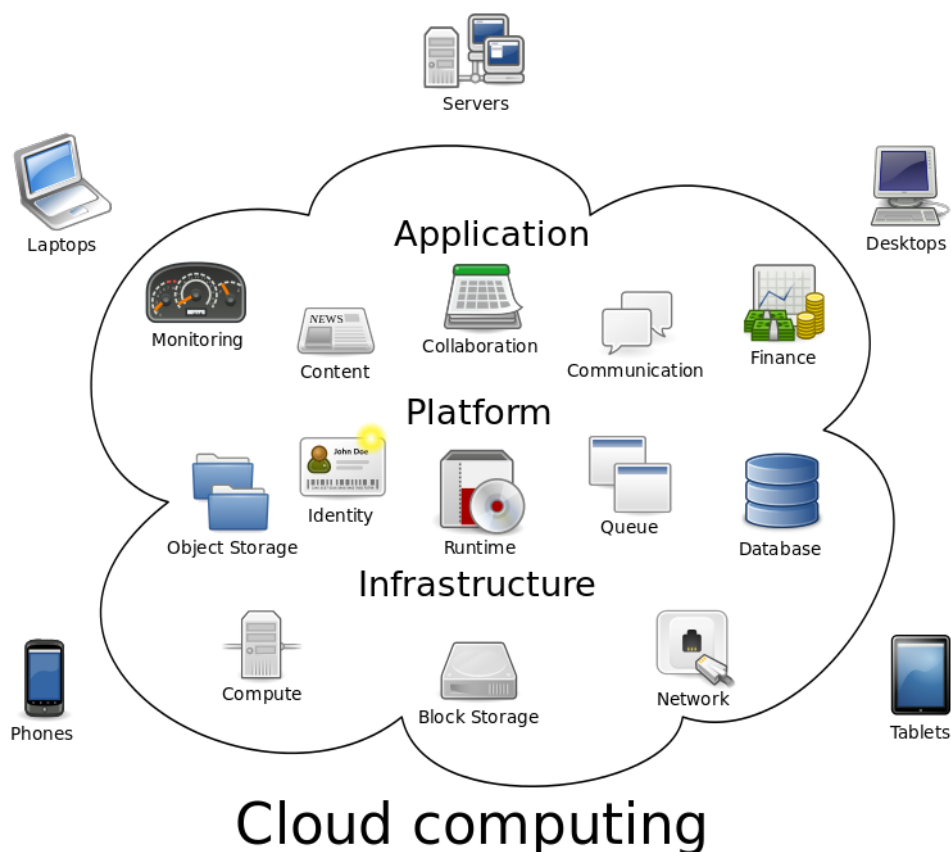 Servers
Laptops
Desktops
Application
Monitoring
NEWS
Content
Collaboration
Communication
Finance
Platform
Object Storage
John Doe
Identity
Runtime
Queue
Database
Infrastructure
Compute
Block Storage
Network
Phones
Tablets
Cloud computing